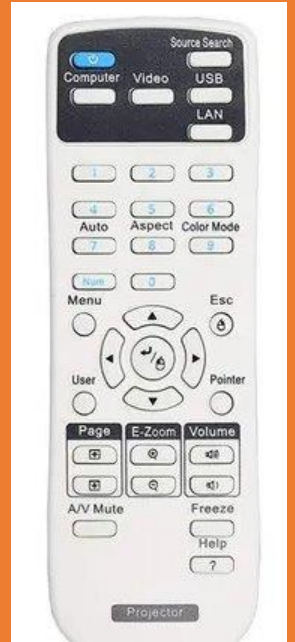 Source Search
Computer Video USB
LAN
1 2 3
4 5 6
Auto Aspect Color Mode
7 8 9
Num 0
Menu Esc
User Pointer
Page E-Zoom Volume
A/V Mute Freeze
Help
?
Projector